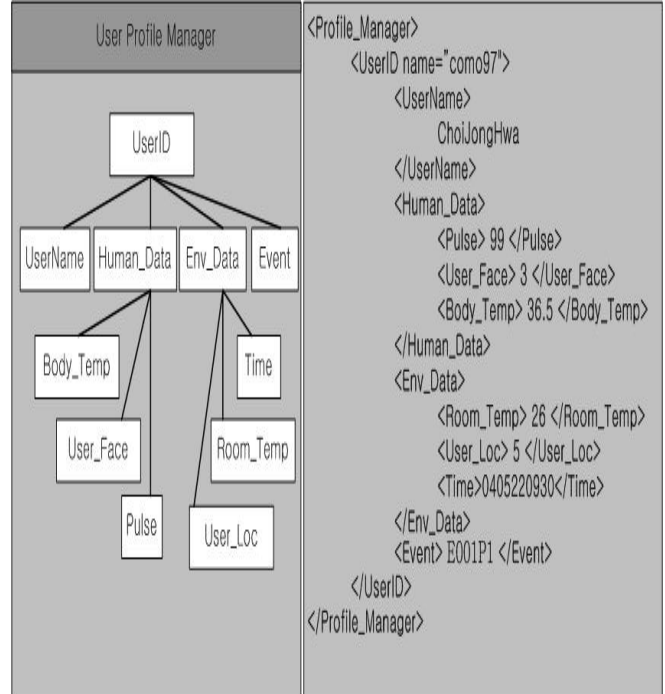 User Profile Manager
UserID
UserName Human_Data Env_Data Event
Body_Temp Time
User_Face Room_Temp
Pulse User_Loc
<Profile_Manager>
<UserID name="como97">
<UserName>
ChoiJongHwa
</UserName>
<Human_Data>
<Pulse> 99 </Pulse>
<User_Face> 3 </User_Face>
<Body_Temp> 36.5 </Body_Temp>
</Human_Data>
<Env_Data>
<Room_Temp> 26 </Room_Temp>
<User_Loc> 5 </User_Loc>
<Time>0405220930</Time>
</Env_Data>
<Event> E001P1 </Event>
</UserID>
</Profile_Manager>